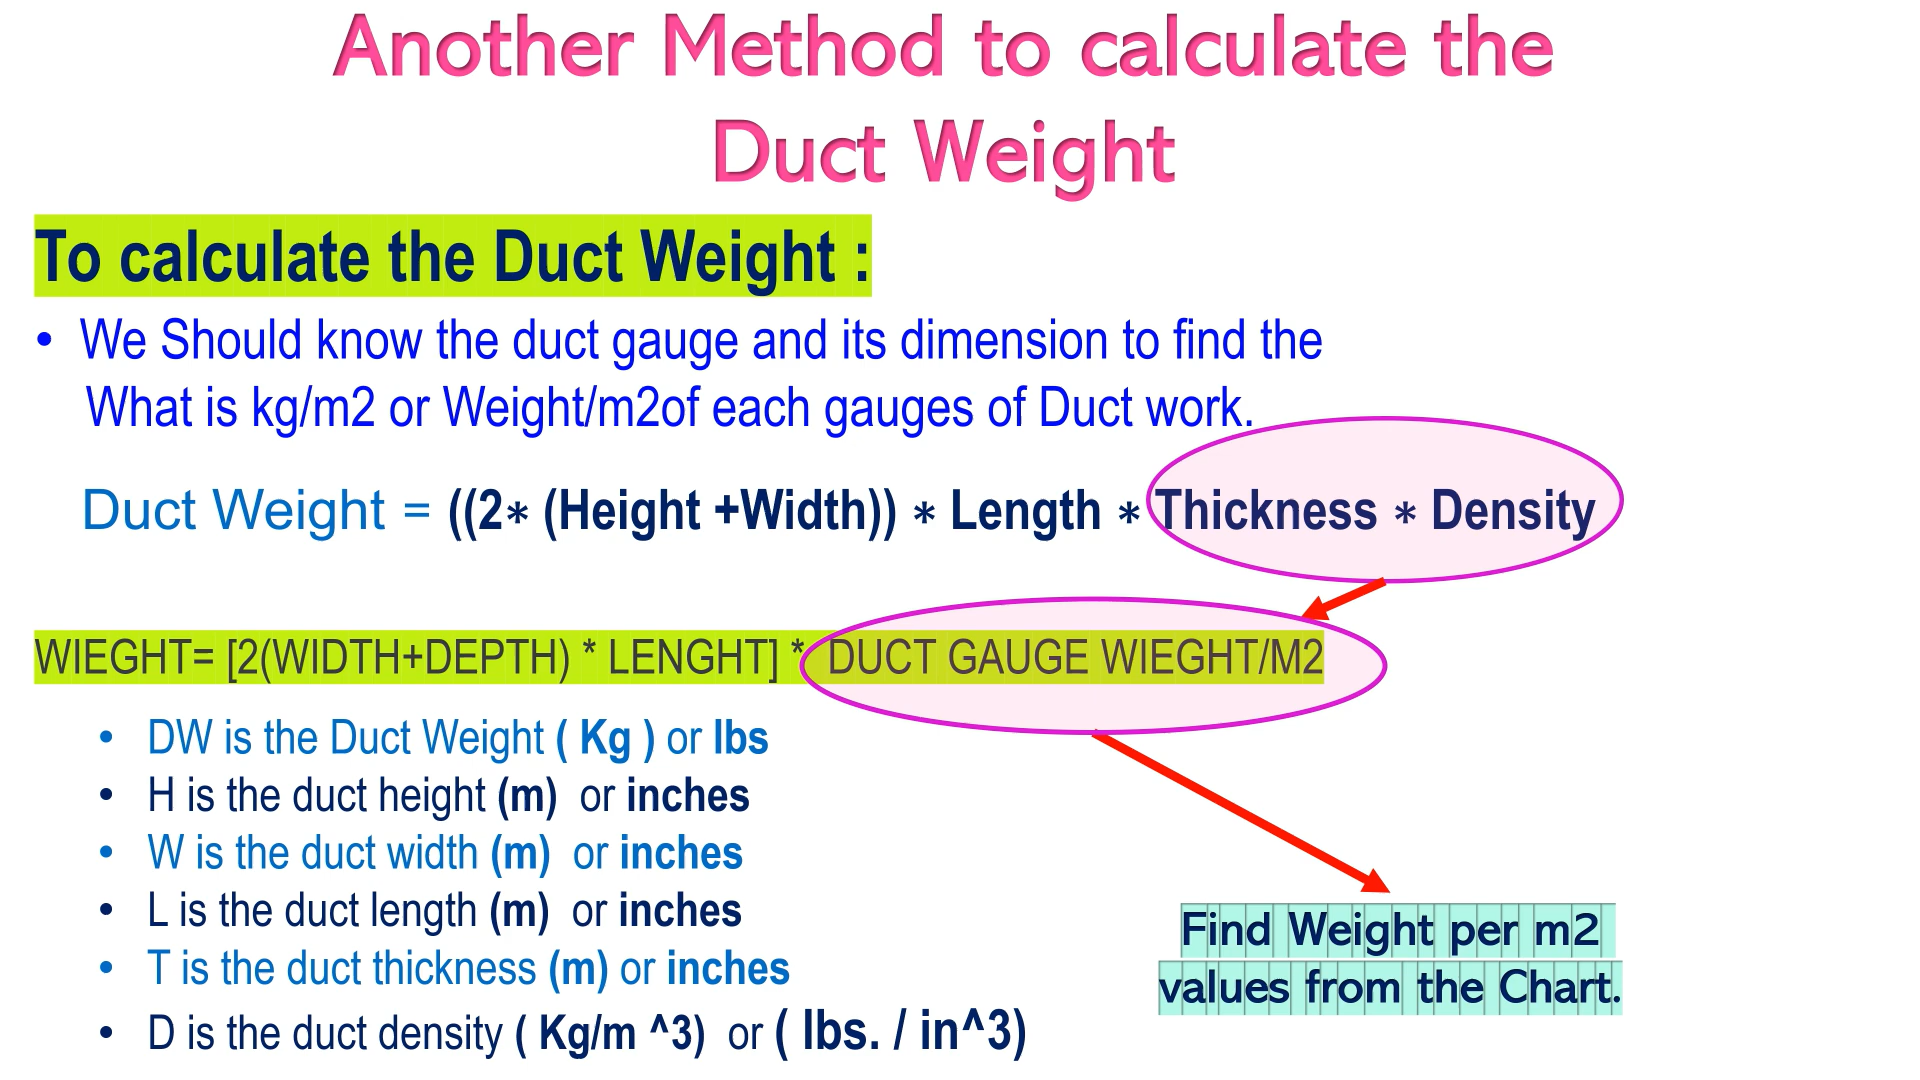 Another Method to calculate the
Duct Weight
To calculate the Duct Weight :
• We Should know the duct gauge and its dimension to find the
What is kg/m2 or Weight/m2of each gauges of Duct work.
Duct Weight = ((2∗ (Height +Width)) ∗ Length ∗ Thickness ∗ Density
WIEGHT= [2(WIDTH+DEPTH) * LENGHT] * DUCT GAUGE WIEGHT/M2
• DW is the Duct Weight ( Kg ) or lbs
• H is the duct height (m) or inches
• W is the duct width (m) or inches
• L is the duct length (m) or inches
• T is the duct thickness (m) or inches
• D is the duct density ( Kg/m ^3) or ( lbs. / in^3)
Find Weight per m2
values from the Chart.